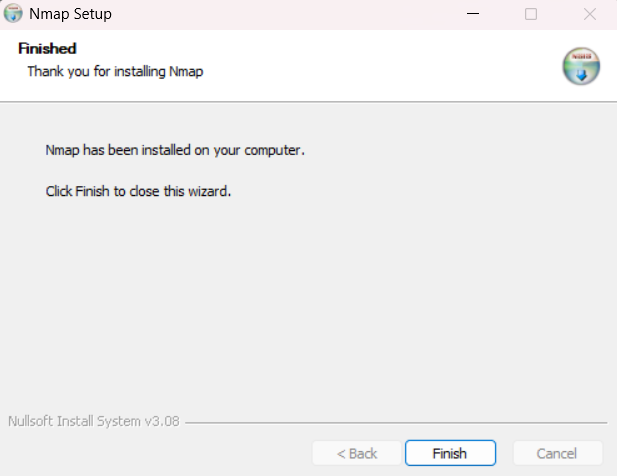 Nmap Setup
Finished
Thank you for installing Nmap
Nmap has been installed on your computer.
Click Finish to close this wizard.
Nullsoft Install System v3.08
< Back
Finish
Cancel